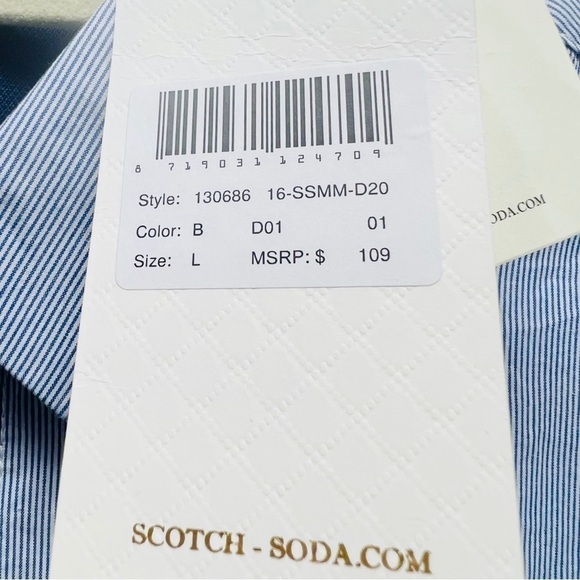 8 719031 124709
Style: 130686 16-SSMM-D20
Color: B D01 01
Size: L MSRP: $ 109
ODA.COM
SCOTCH - SODA.COM